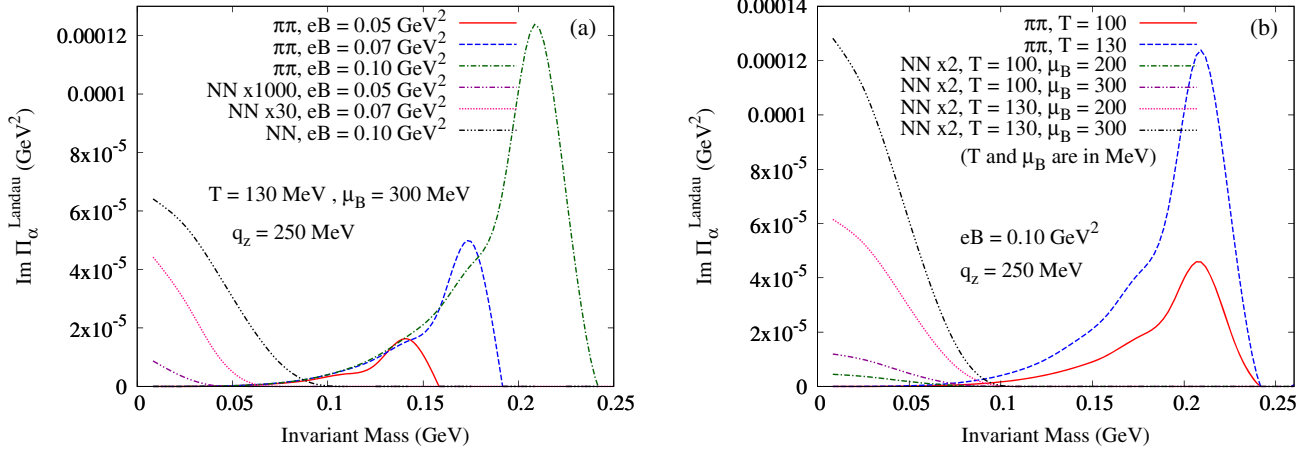 (a)
ππ, eB = 0.05 GeV²
ππ, eB = 0.07 GeV²
ππ, eB = 0.10 GeV²
NN x1000, eB = 0.05 GeV²
NN x30, eB = 0.07 GeV²
NN, eB = 0.10 GeV²
T = 130 MeV , μ_B = 300 MeV
q_z = 250 MeV
Im Π_α^Landau (GeV²)
0.00012
0.0001
8x10⁻⁵
6x10⁻⁵
4x10⁻⁵
2x10⁻⁵
0
0 0.05 0.1 0.15 0.2 0.25
Invariant Mass (GeV)
(b)
ππ, T = 100
ππ, T = 130
NN x2, T = 100, μ_B = 200
NN x2, T = 100, μ_B = 300
NN x2, T = 130, μ_B = 200
NN x2, T = 130, μ_B = 300
(T and μ_B are in MeV)
eB = 0.10 GeV²
q_z = 250 MeV
Im Π_α^Landau (GeV²)
0.00014
0.00012
0.0001
8x10⁻⁵
6x10⁻⁵
4x10⁻⁵
2x10⁻⁵
0
0 0.05 0.1 0.15 0.2 0.25
Invariant Mass (GeV)